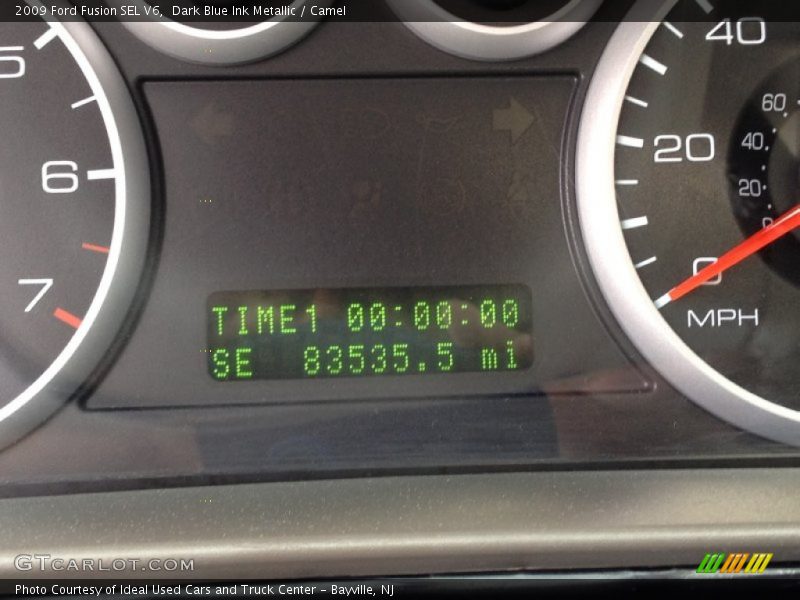 2009 Ford Fusion SEL V6, Dark Blue Ink Metallic / Camel
5
6
7
TIME1 00:00:00
SE 83535.5 mi
40
20
0
MPH
60
40
20
0
GTCARLOT.COM
Photo Courtesy of Ideal Used Cars and Truck Center – Bayville, NJ